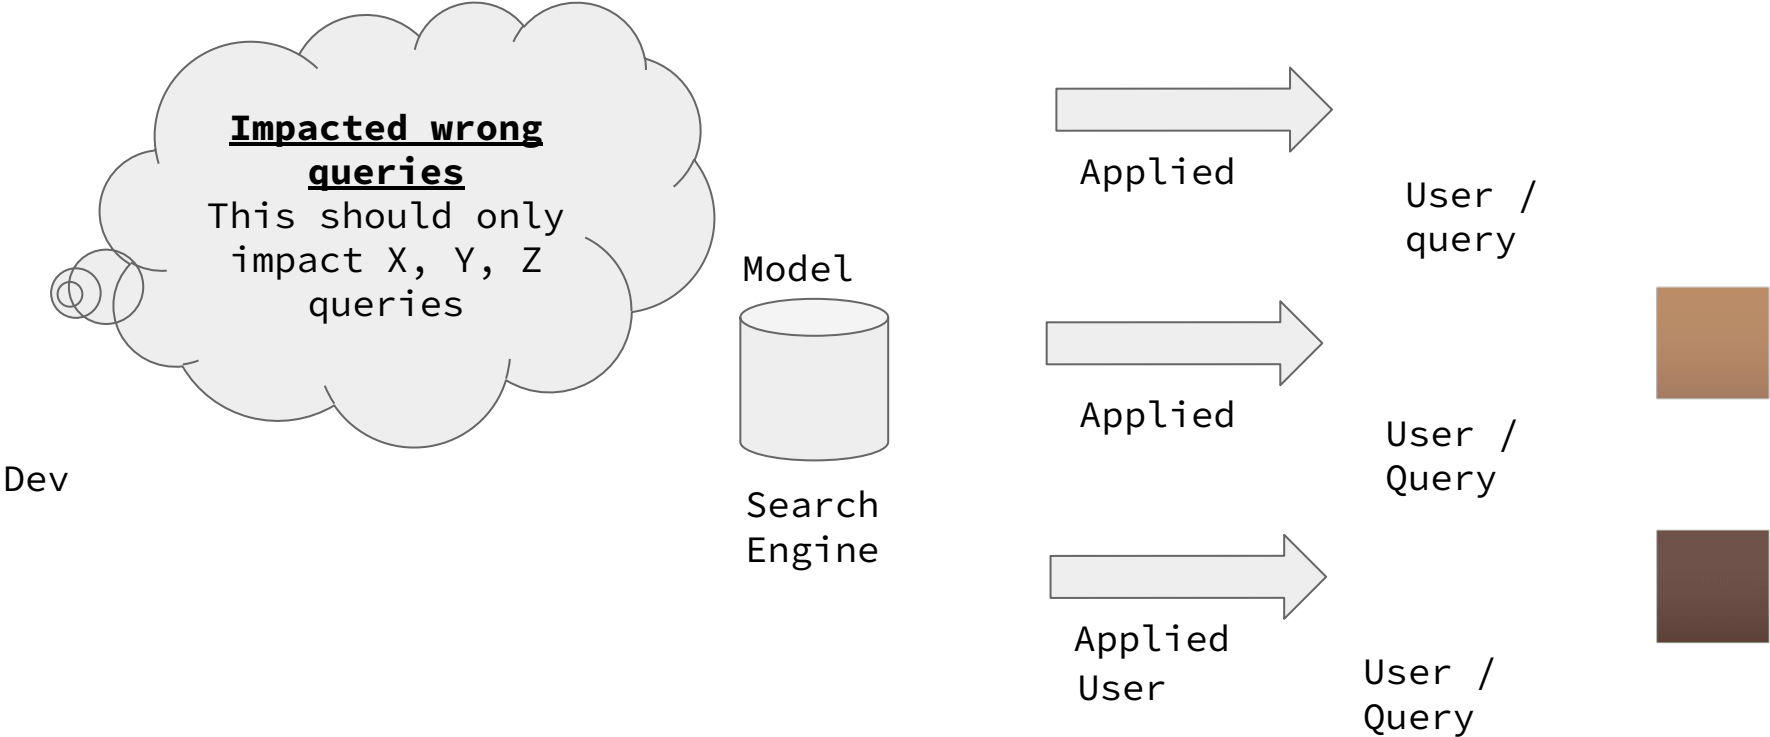 Impacted wrong
queries
This should only
impact X, Y, Z
queries
Dev
Model
Search
Engine
Applied
User /
query
Applied
User /
Query
Applied
User
User /
Query